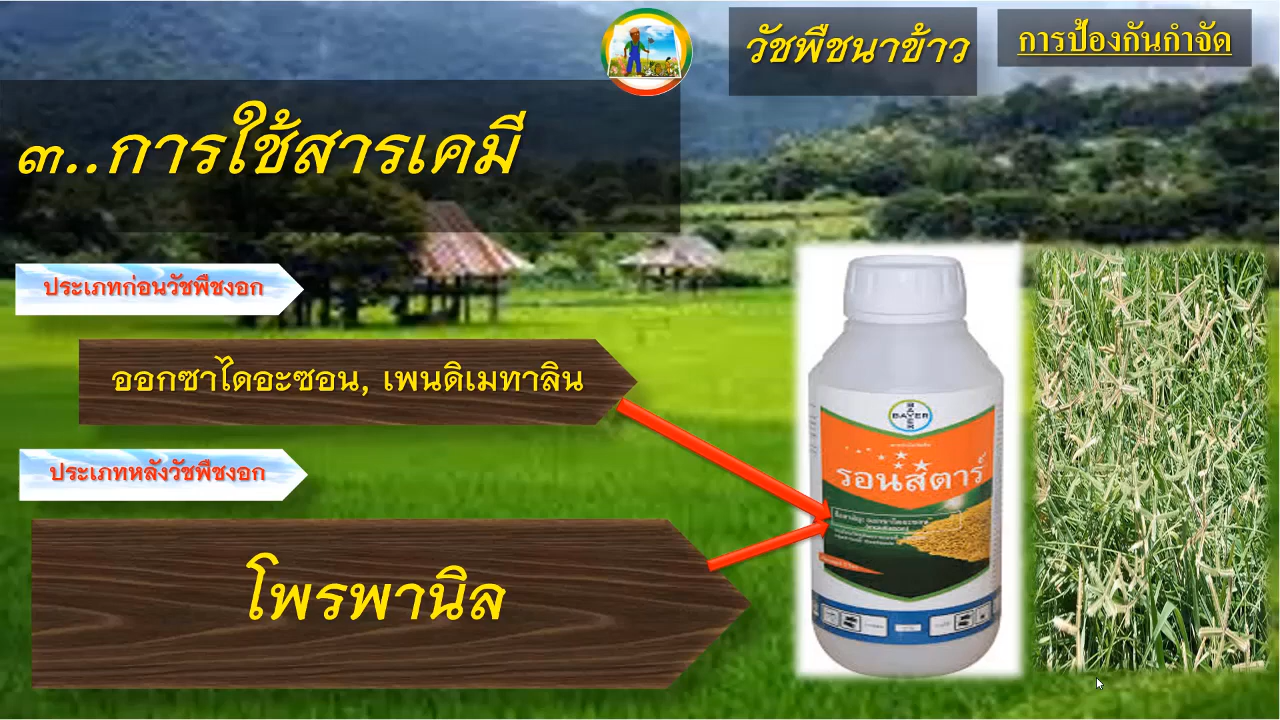 วัชพืชนาข้าว
การป้องกันกำจัด
๓..การใช้สารเคมี
ประเภทก่อนวัชพืชงอก
ออกซาไดอะซอน, เพนดิเมทาลิน
ประเภทหลังวัชพืชงอก
โพรพานิล
BAYER
รอนสตาร์